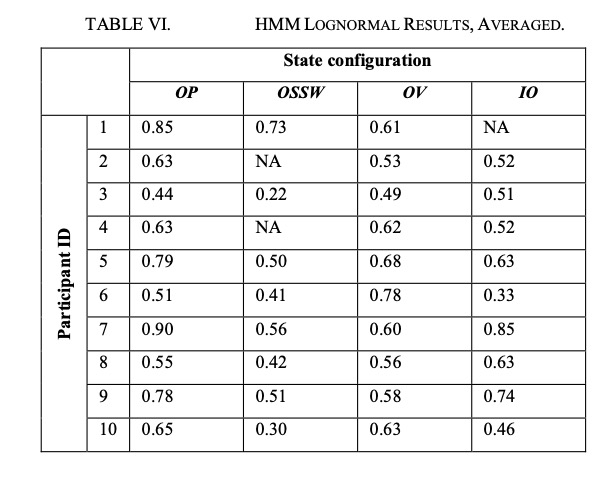 TABLE VI. HMM LOGNORMAL RESULTS, AVERAGED.
State configuration
OP OSSW OV IO
Participant ID
1 0.85 0.73 0.61 NA
2 0.63 NA 0.53 0.52
3 0.44 0.22 0.49 0.51
4 0.63 NA 0.62 0.52
5 0.79 0.50 0.68 0.63
6 0.51 0.41 0.78 0.33
7 0.90 0.56 0.60 0.85
8 0.55 0.42 0.56 0.63
9 0.78 0.51 0.58 0.74
10 0.65 0.30 0.63 0.46